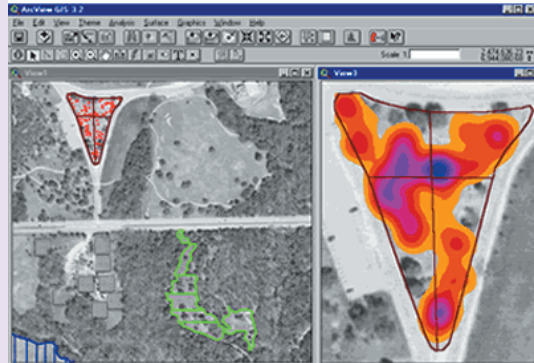 ArcView GIS 3.2
File Edit View Theme Analysis Surface Graphics Window Help
Scale 1:
View1
View3